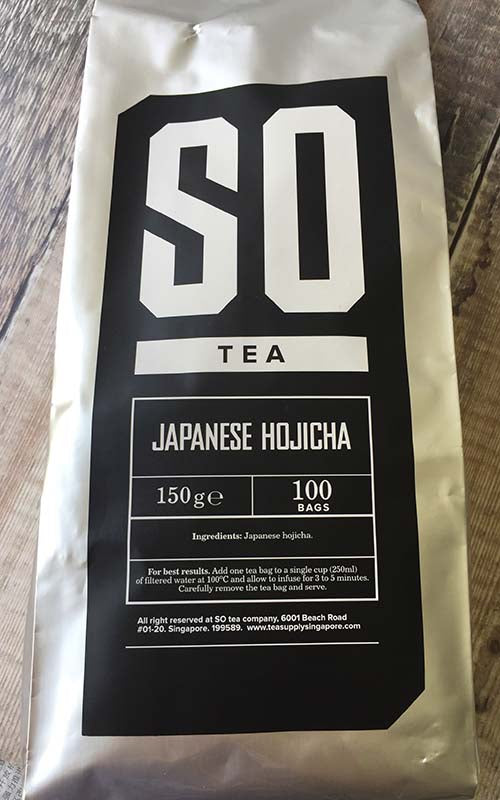 SO
TEA
JAPANESE HOJICHA
150g℮
100
BAGS
Ingredients: Japanese hojicha.
For best results. Add one tea bag to a single cup (250ml)
of filtered water at 100ºC and allow to infuse for 3 to 5 minutes.
Carefully remove the tea bag and serve.
All right reserved at SO tea company, 6001 Beach Road
#01-20. Singapore. 199589. www.teasupplysingapore.com